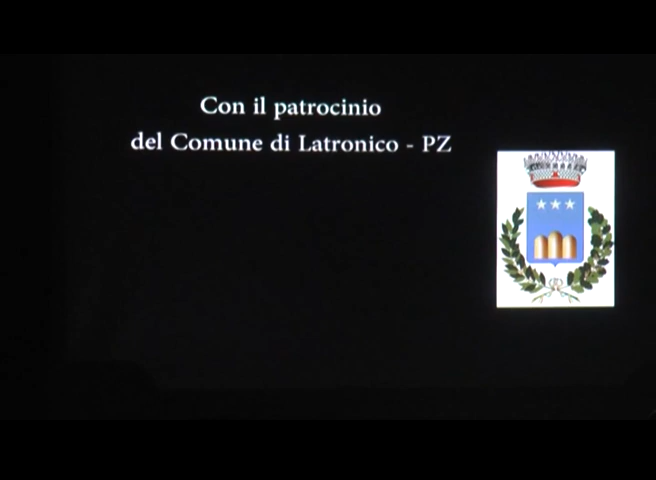 Con il patrocinio
del Comune di Latronico - PZ